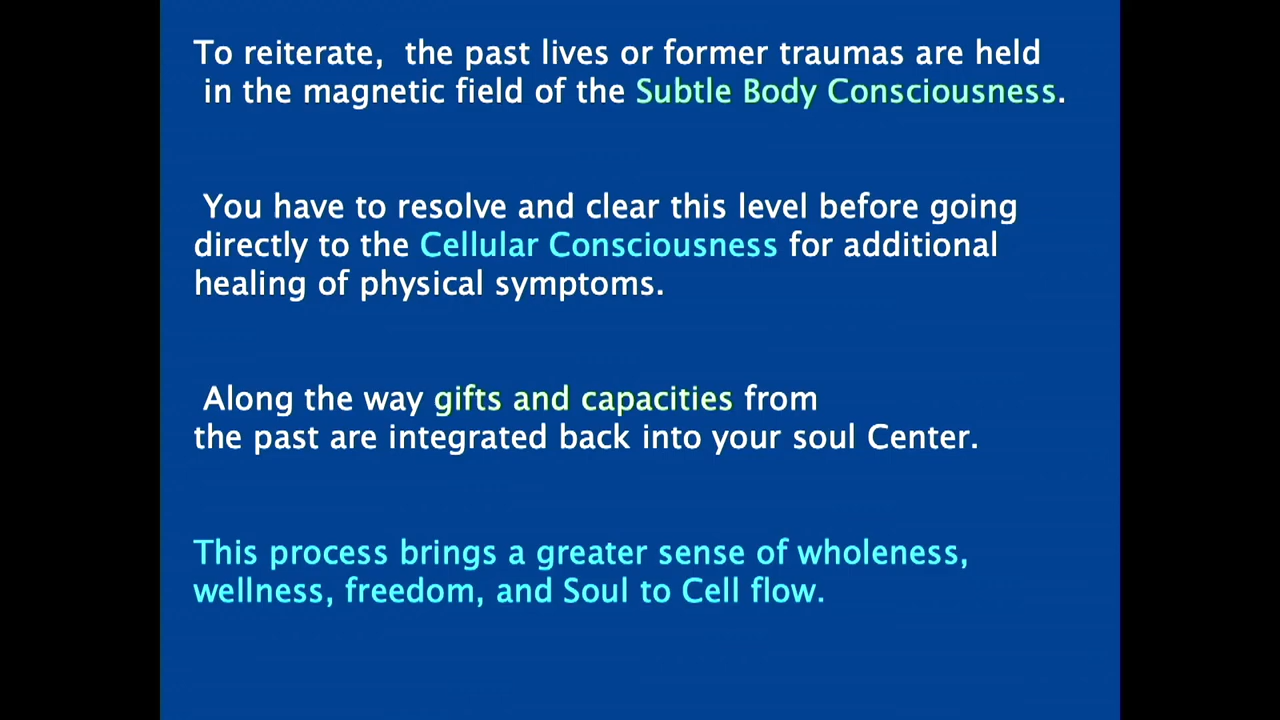 To reiterate,  the past lives or former traumas are held
in the magnetic field of the Subtle Body Consciousness.
You have to resolve and clear this level before going
directly to the Cellular Consciousness for additional
healing of physical symptoms.
Along the way gifts and capacities from
the past are integrated back into your soul Center.
This process brings a greater sense of wholeness,
wellness, freedom, and Soul to Cell flow.